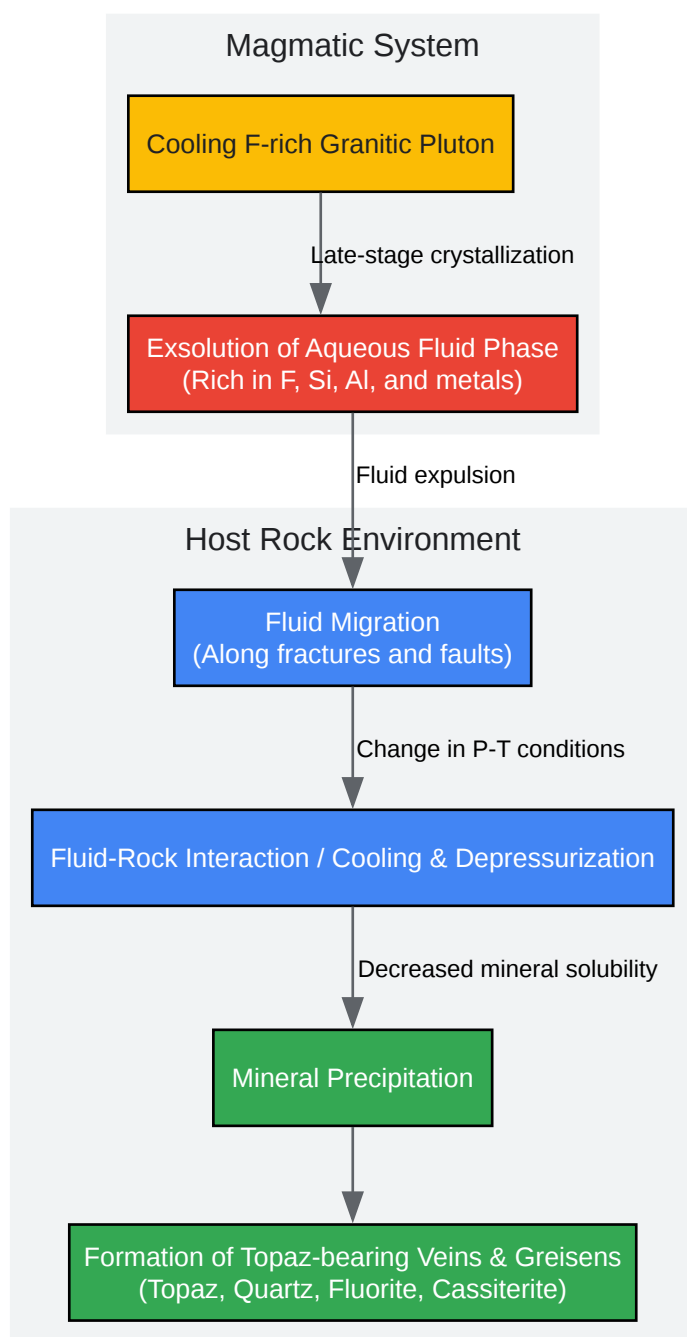 Magmatic System
Cooling F-rich Granitic Pluton
Late-stage crystallization
Exsolution of Aqueous Fluid Phase
(Rich in F, Si, Al, and metals)
Fluid expulsion
Host Rock Environment
Fluid Migration
(Along fractures and faults)
Change in P-T conditions
Fluid-Rock Interaction / Cooling & Depressurization
Decreased mineral solubility
Mineral Precipitation
Formation of Topaz-bearing Veins & Greisens
(Topaz, Quartz, Fluorite, Cassiterite)